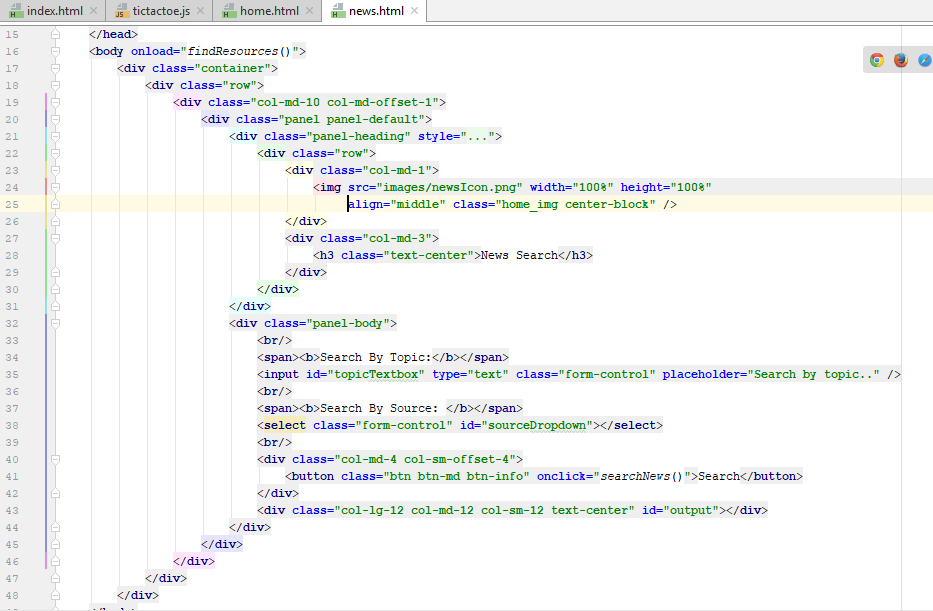 index.html tictactoe.js home.html news.html
15 </head>
16 <body onload="findResources()">
17 <div class="container">
18 <div class="row">
19 <div class="col-md-10 col-md-offset-1">
20 <div class="panel panel-default">
21 <div class="panel-heading" style="...">
22 <div class="row">
23 <div class="col-md-1">
24 <img src="images/newsIcon.png" width="100%" height="100%"
25 align="middle" class="home_img center-block" />
26 </div>
27 <div class="col-md-3">
28 <h3 class="text-center">News Search</h3>
29 </div>
30 </div>
31 </div>
32 <div class="panel-body">
33 <br/>
34 <span><b>Search By Topic:</b></span>
35 <input id="topicTextbox" type="text" class="form-control" placeholder="Search by topic.." />
36 <br/>
37 <span><b>Search By Source: </b></span>
38 <select class="form-control" id="sourceDropdown"></select>
39 <br/>
40 <div class="col-md-4 col-sm-offset-4">
41 <button class="btn btn-md btn-info" onclick="searchNews()">Search</button>
42 </div>
43 <div class="col-lg-12 col-md-12 col-sm-12 text-center" id="output"></div>
44 </div>
45 </div>
46 </div>
47 </div>
48 </div>